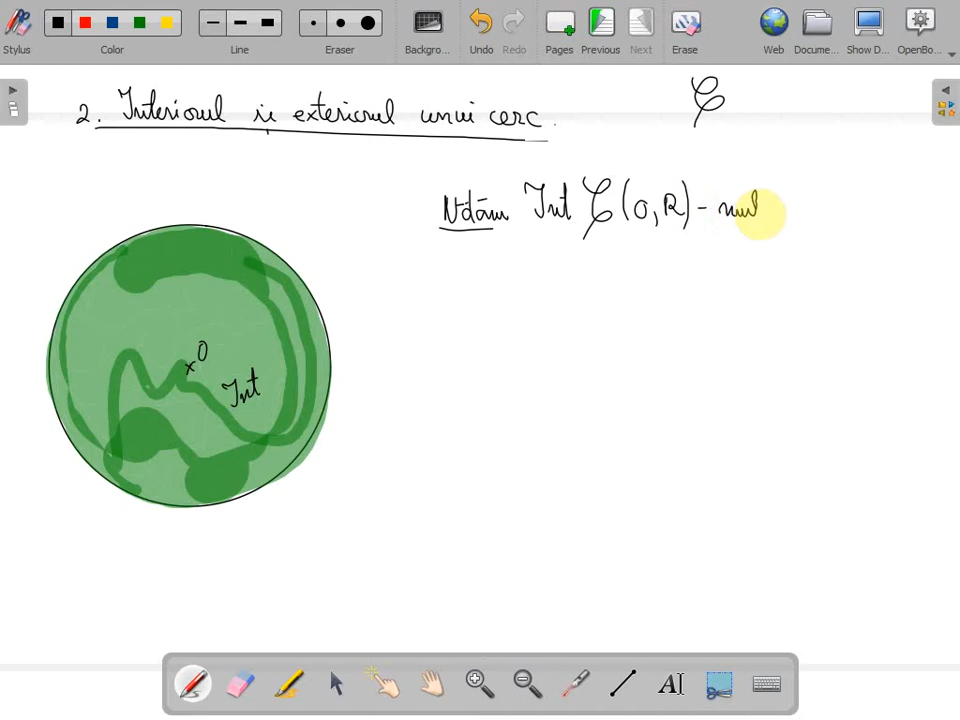 Stylus Color Line Eraser Backgro... Undo Redo Pages Previous Next Erase Web Docume... Show D... OpenBo...
2. Interiorul și exteriorul unui cerc.
𝒞
Notăm Int 𝒞(O,R) - mul
O
Int
A